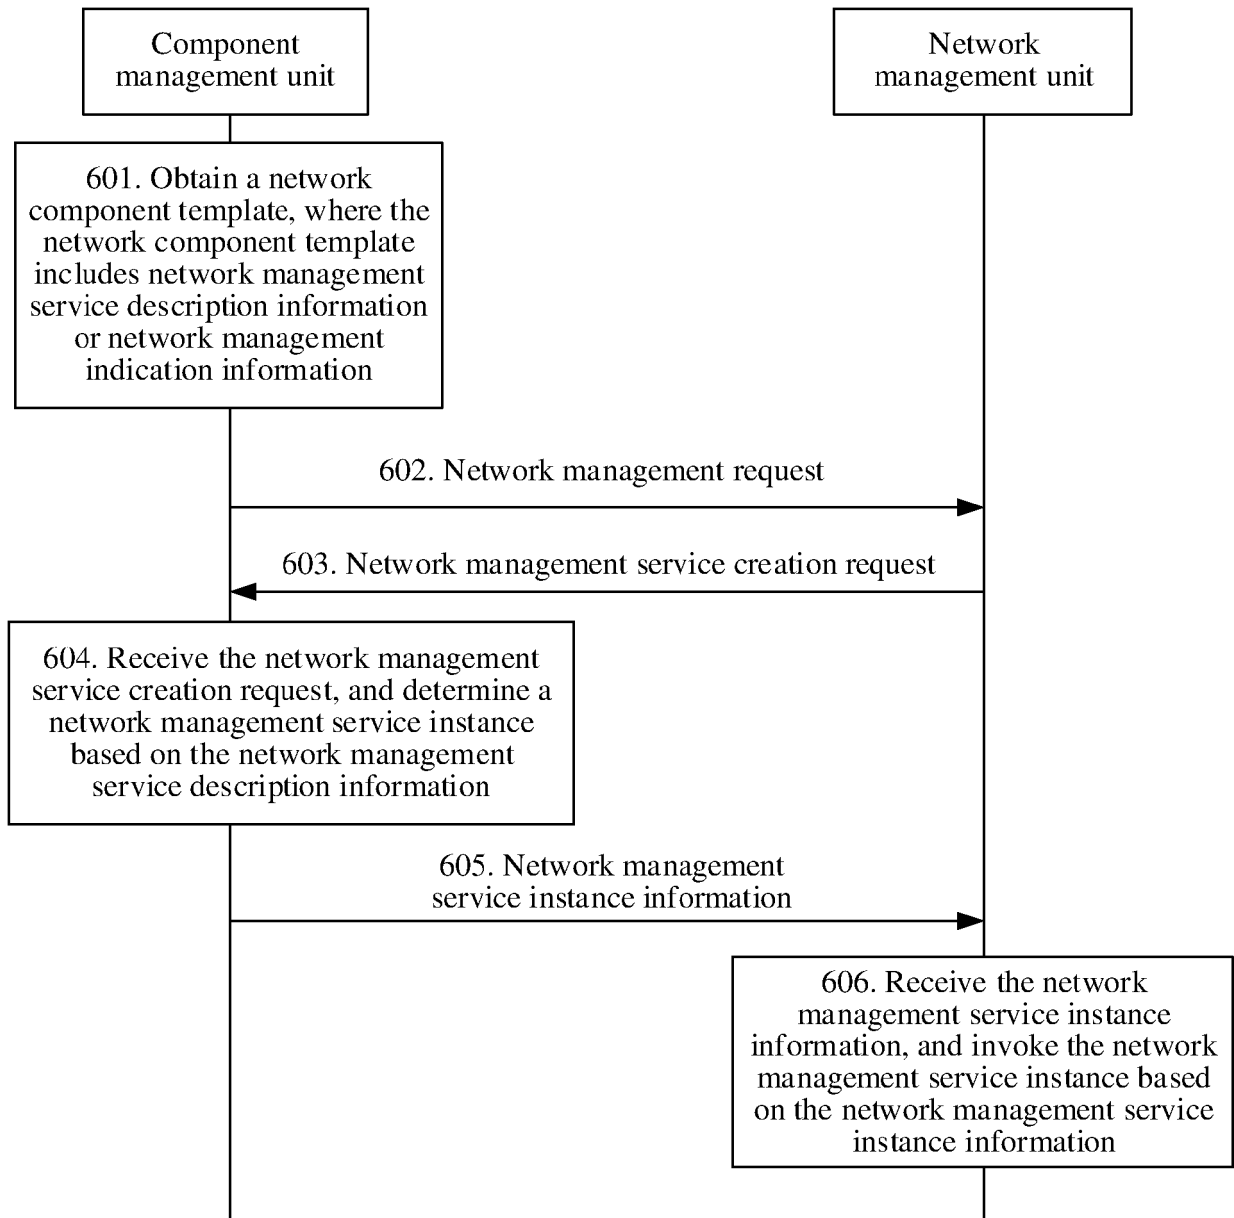 Component
management unit
Network
management unit
601. Obtain a network
component template, where the
network component template
includes network management
service description information
or network management
indication information
602. Network management request
603. Network management service creation request
604. Receive the network management
service creation request, and determine a
network management service instance
based on the network management
service description information
605. Network management
service instance information
606. Receive the network
management service instance
information, and invoke the network
management service instance based
on the network management service
instance information